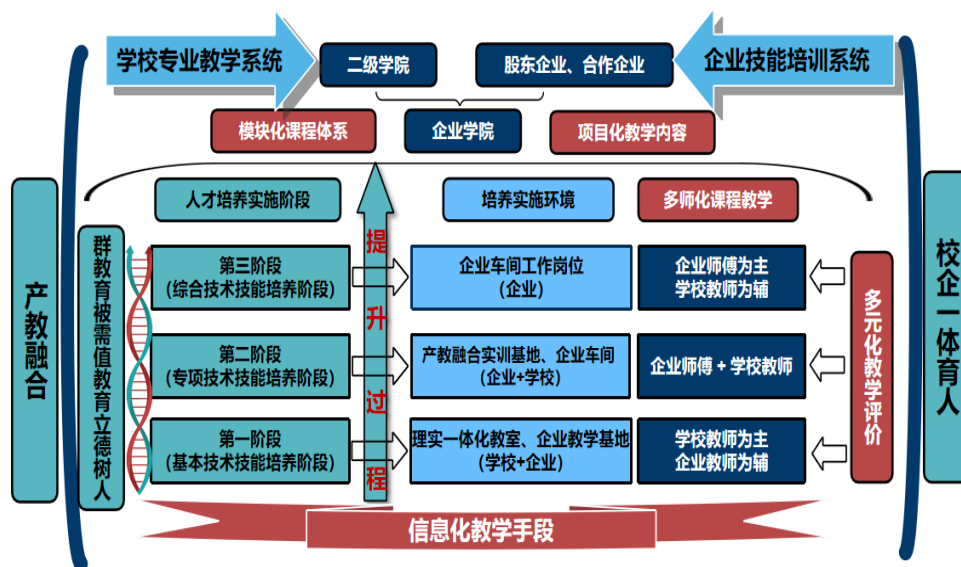 学校专业教学系统
二级学院
股东企业、合作企业
企业技能培训系统
模块化课程体系
企业学院
项目化教学内容
产教融合
群教育被需值教育立德树人
人才培养实施阶段
培养实施环境
多师化课程教学
提升过程
第三阶段
(综合技术技能培养阶段)
企业车间工作岗位
(企业)
企业师傅为主
学校教师为辅
第二阶段
(专项技术技能培养阶段)
产教融合实训基地、企业车间
(企业+学校)
企业师傅 + 学校教师
第一阶段
(基本技术技能培养阶段)
理实一体化教室、企业教学基地
(学校+企业)
学校教师为主
企业教师为辅
多元化教学评价
校企一体育人
信息化教学手段